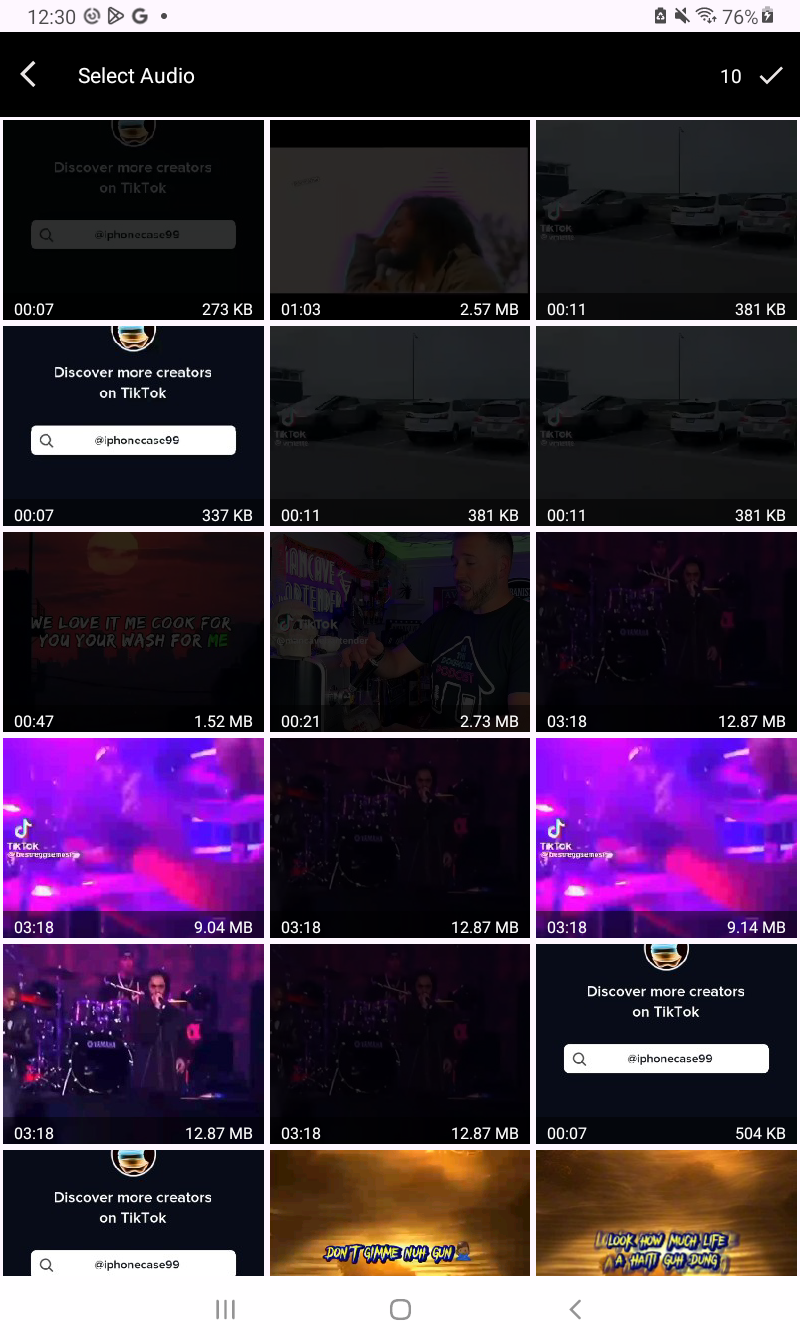 12:30
76%
Select Audio
10
Discover more creators
on TikTok
@iphonecase99
00:07
273 KB
01:03
2.57 MB
TikTok
00:11
381 KB
Discover more creators
on TikTok
@iphonecase99
00:07
337 KB
TikTok
00:11
381 KB
TikTok
00:11
381 KB
WE LOVE IT ME COOK FOR
YOU YOUR WASH FOR ME
00:47
1.52 MB
TikTok
PODCAST
00:21
2.73 MB
YAMAHA
03:18
12.87 MB
TikTok
03:18
9.04 MB
YAMAHA
03:18
12.87 MB
TikTok
03:18
9.14 MB
YAMAHA
03:18
12.87 MB
YAMAHA
03:18
12.87 MB
Discover more creators
on TikTok
@iphonecase99
00:07
504 KB
Discover more creators
on TikTok
@iphonecase99
DON'T GIMME NUH GUN
LOOK HOW MUCH LIFE
A HAITI GUH DUNG